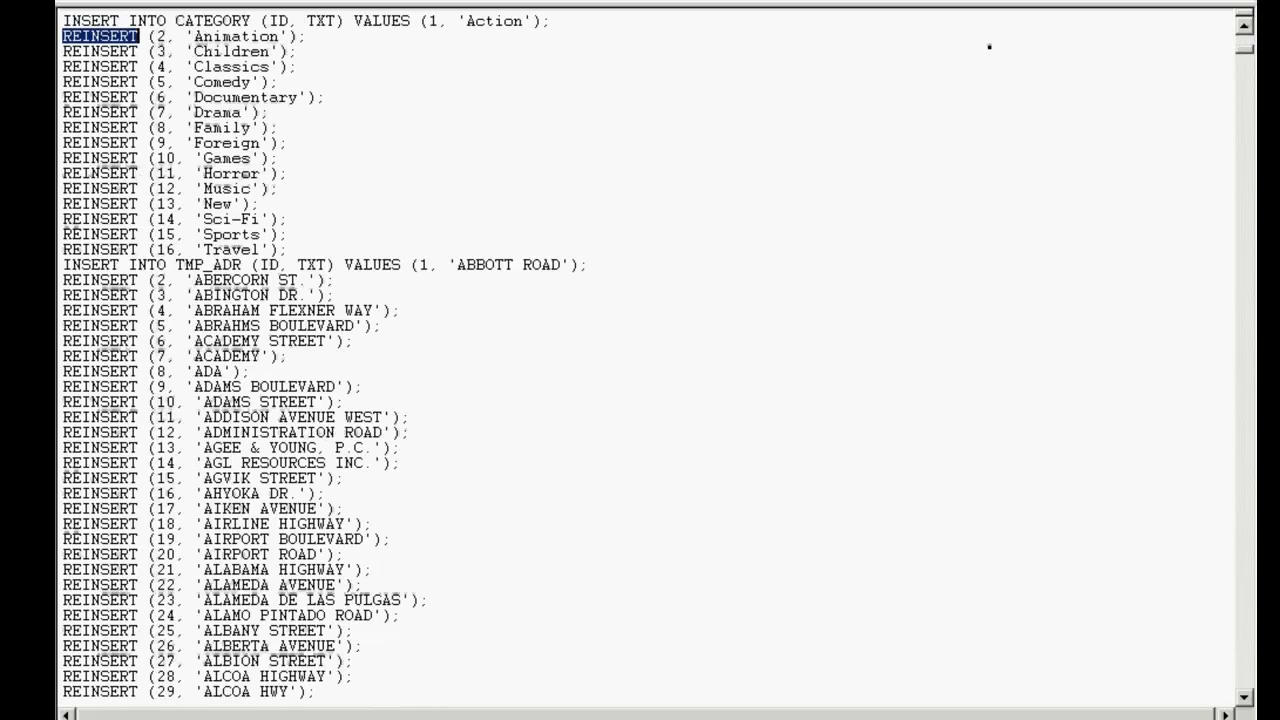 INSERT INTO CATEGORY (ID, TXT) VALUES (1, 'Action');
REINSERT (2, 'Animation');
REINSERT (3, 'Children');
REINSERT (4, 'Classics');
REINSERT (5, 'Comedy');
REINSERT (6, 'Documentary');
REINSERT (7, 'Drama');
REINSERT (8, 'Family');
REINSERT (9, 'Foreign');
REINSERT (10, 'Games');
REINSERT (11, 'Horror');
REINSERT (12, 'Music');
REINSERT (13, 'New');
REINSERT (14, 'Sci-Fi');
REINSERT (15, 'Sports');
REINSERT (16, 'Travel');
INSERT INTO TMP_ADR (ID, TXT) VALUES (1, 'ABBOTT ROAD');
REINSERT (2, 'ABERCORN ST.');
REINSERT (3, 'ABINGTON DR.');
REINSERT (4, 'ABRAHAM FLEXNER WAY');
REINSERT (5, 'ABRAHMS BOULEVARD');
REINSERT (6, 'ACADEMY STREET');
REINSERT (7, 'ACADEMY');
REINSERT (8, 'ADA');
REINSERT (9, 'ADAMS BOULEVARD');
REINSERT (10, 'ADAMS STREET');
REINSERT (11, 'ADDISON AVENUE WEST');
REINSERT (12, 'ADMINISTRATION ROAD');
REINSERT (13, 'AGEE & YOUNG, P.C.');
REINSERT (14, 'AGL RESOURCES INC.');
REINSERT (15, 'AGVIK STREET');
REINSERT (16, 'AHYOKA DR.');
REINSERT (17, 'AIKEN AVENUE');
REINSERT (18, 'AIRLINE HIGHWAY');
REINSERT (19, 'AIRPORT BOULEVARD');
REINSERT (20, 'AIRPORT ROAD');
REINSERT (21, 'ALABAMA HIGHWAY');
REINSERT (22, 'ALAMEDA AVENUE');
REINSERT (23, 'ALAMEDA DE LAS PULGAS');
REINSERT (24, 'ALAMO PINTADO ROAD');
REINSERT (25, 'ALBANY STREET');
REINSERT (26, 'ALBERTA AVENUE');
REINSERT (27, 'ALBION STREET');
REINSERT (28, 'ALCOA HIGHWAY');
REINSERT (29, 'ALCOA HWY');